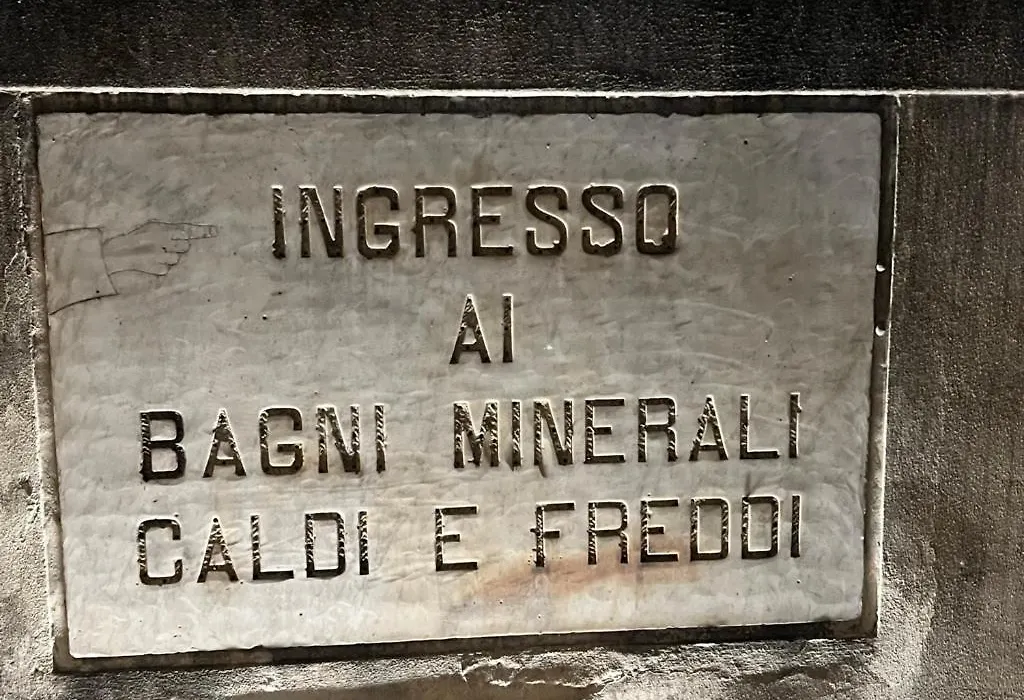 INGRESSO
AI
BAGNI MINERALI
CALDI E FREDDI